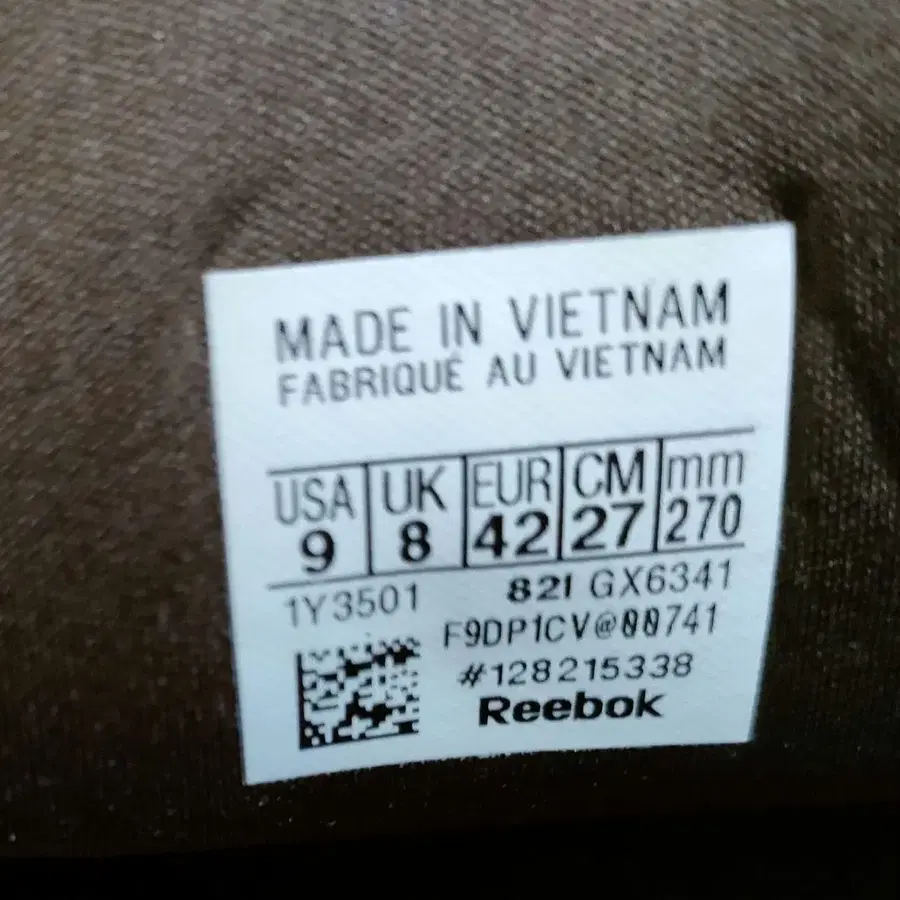 MADE IN VIETNAM
FABRIQUÉ AU VIETNAM
USA UK EUR CM mm
9 8 42 27 270
1Y3501 82I GX6341
F9DP1CV@00741
#128215338
Reebok